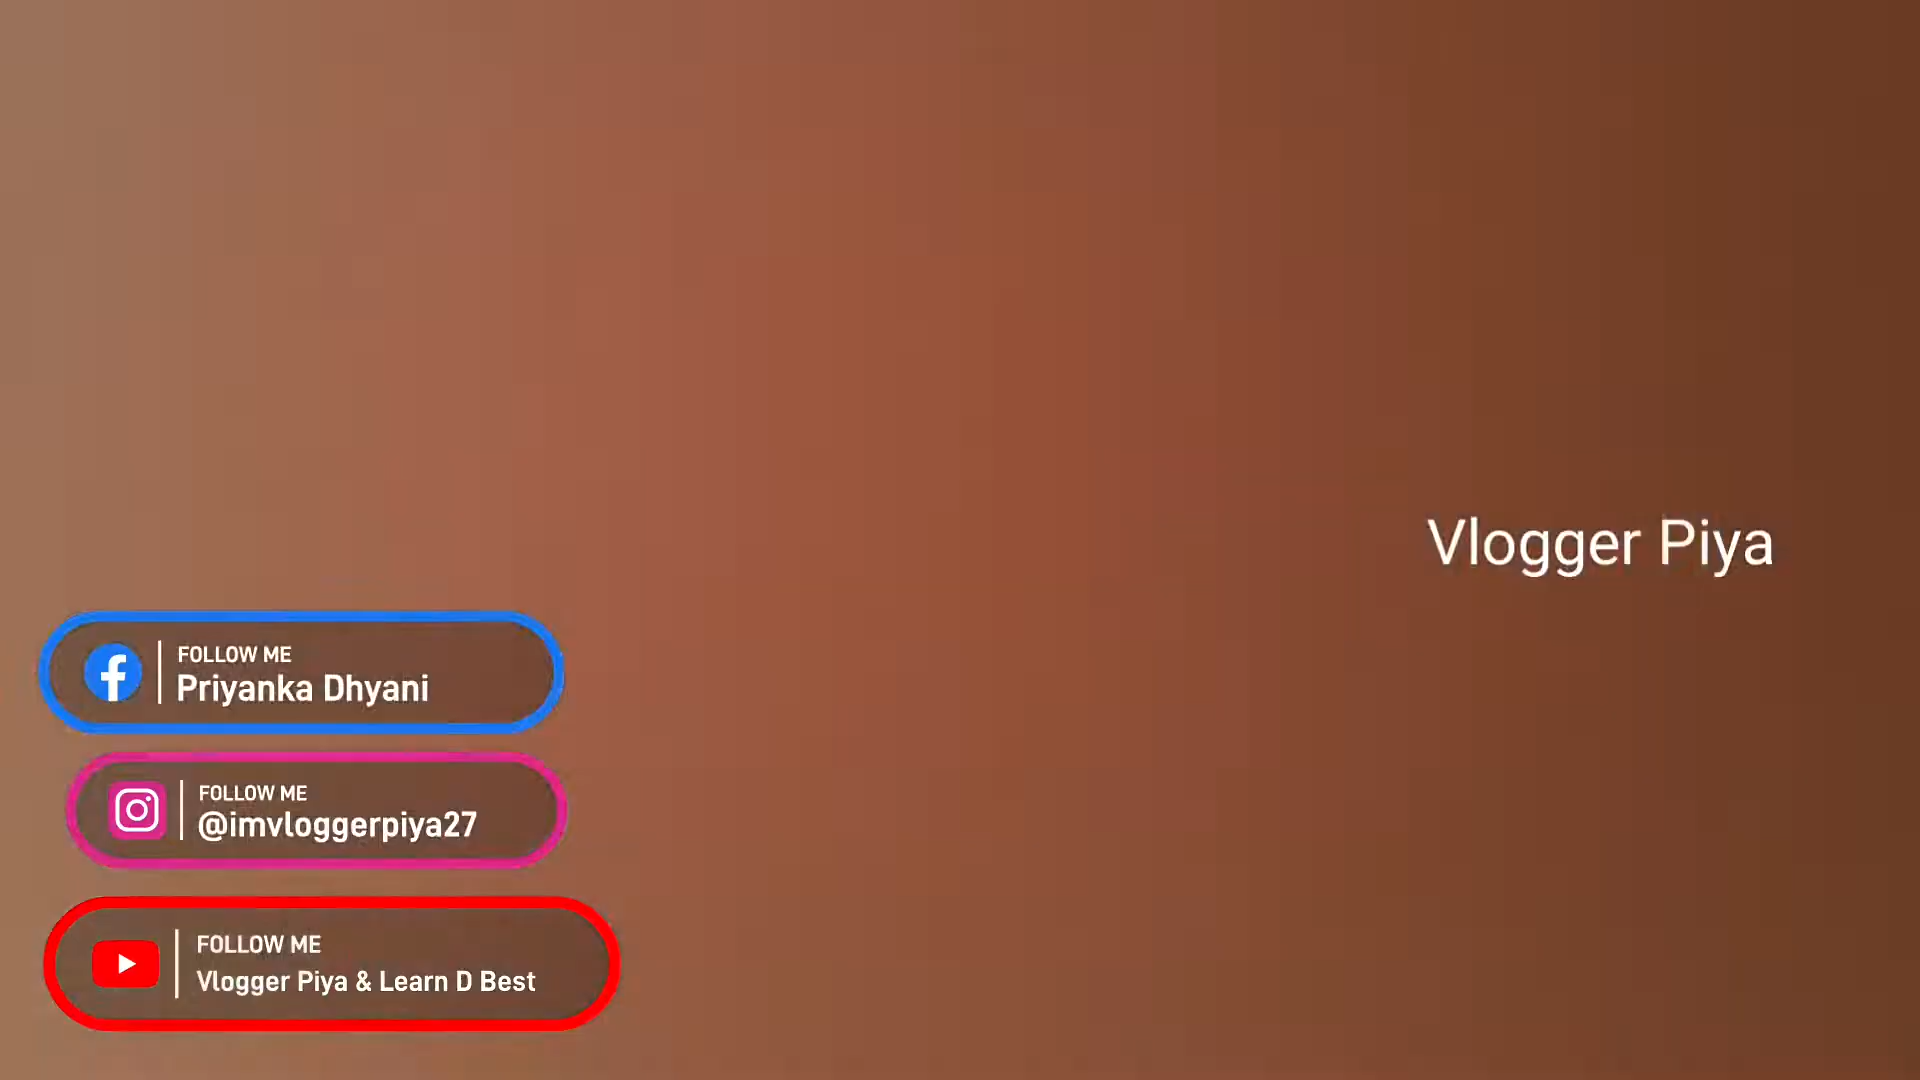 Vlogger Piya
FOLLOW ME
Priyanka Dhyani
FOLLOW ME
@imvloggerpiya27
FOLLOW ME
Vlogger Piya & Learn D Best